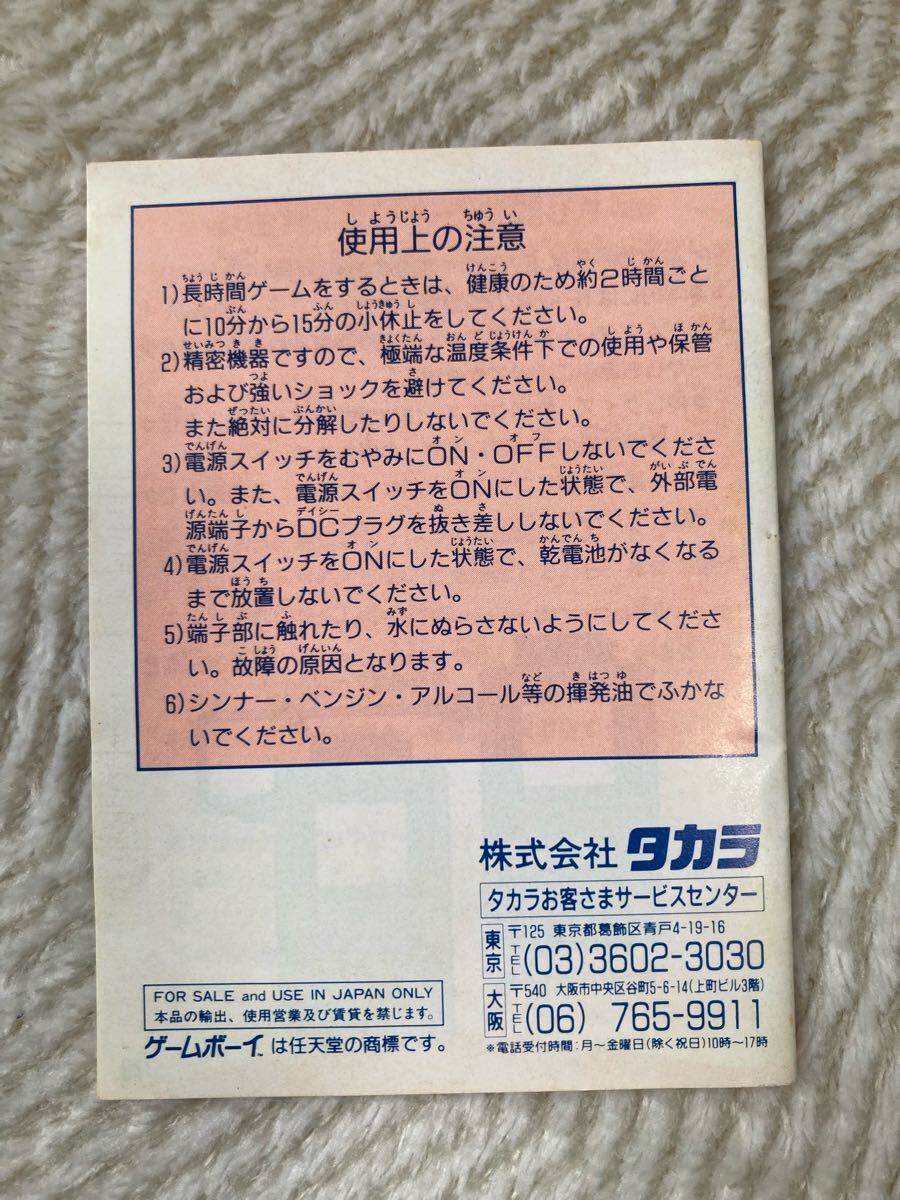 使用上の注意
1)長時間ゲームをするときは、健康のため約2時間ごと
に10分から15分の小休止をしてください。
2)精密機器ですので、極端な温度条件下での使用や保管
および強いショックを避けてください。
また絶対に分解したりしないでください。
3)電源スイッチをむやみにON・OFFしないでくださ
い。また、電源スイッチをONにした状態で、外部電
源端子からDCプラグを抜き差ししないでください。
4)電源スイッチをONにした状態で、乾電池がなくなる
まで放置しないでください。
5)端子部に触れたり、水にぬらさないようにしてくださ
い。故障の原因となります。
6)シンナー・ベンジン・アルコール等の揮発油でふかな
いでください。
株式会社 タカラ
タカラお客さまサービスセンター
東京 〒125 東京都葛飾区青戸4-19-16
TEL (03)3602-3030
大阪 〒540 大阪市中央区谷町5-6-14(上町ビル3階)
TEL (06) 765-9911
※電話受付時間:月〜金曜日(除く祝日)10時〜17時
FOR SALE and USE IN JAPAN ONLY
本品の輸出、使用営業及び賃貸を禁じます。
ゲームボーイ™は任天堂の商標です。